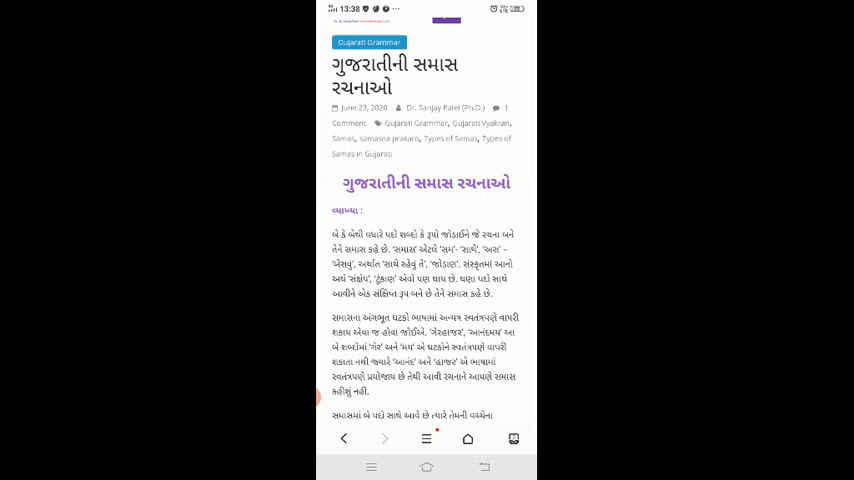 13:38
Gujarati Grammar
ગુજરાતીની સમાસ
રચનાઓ
June 23, 2020 Dr. Sanjay Patel (Ph.D.) 1
Comment Gujarati Grammar, Gujarati Vyakran,
Samas, samasna prakaro, Types of Samas, Types of
Samas in Gujarati
ગુજરાતીની સમાસ રચનાઓ
વ્યાખ્યા :
બે કે બેથી વધારે પદો શબ્દો કે રૂપો જોડાઈને જે રચના બને
તેને સમાસ કહે છે. ‘સમાસ’ એટલે ‘સમ’- ‘સાથે’, ‘અસ’ –
‘બેસવું’, અર્થાત ‘સાથે રહેવું તે’, ‘જોડાણ’. સંસ્કૃતમાં આનો
અર્થ ‘સંક્ષેપ’, ‘ટૂંકાણ’ એવો પણ થાય છે. ઘણા પદો સાથે
આવીને એક સંક્ષિપ્ત રૂપ બને છે તેને સમાસ કહે છે.
સમાસના અંગભૂત ઘટકો ભાષામાં અન્યત્ર સ્વતંત્રપણે વાપરી
શકાય એવા જ હોવા જોઈએ. ‘ગેરહાજર’, ‘આનંદમય’ આ
બે શબ્દોમાં ‘ગેર’ અને ‘મય’ એ ઘટકોને સ્વતંત્રપણે વાપરી
શકાતા નથી જ્યારે ‘આનંદ’ અને ‘હાજર’ એ ભાષામાં
સ્વતંત્રપણે પ્રયોજાય છે તેથી આવી રચનાને આપણે સમાસ
કહીશું નહીં.
સમાસમાં બે પદો સાથે આવે છે ત્યારે તેમની વચ્ચેના